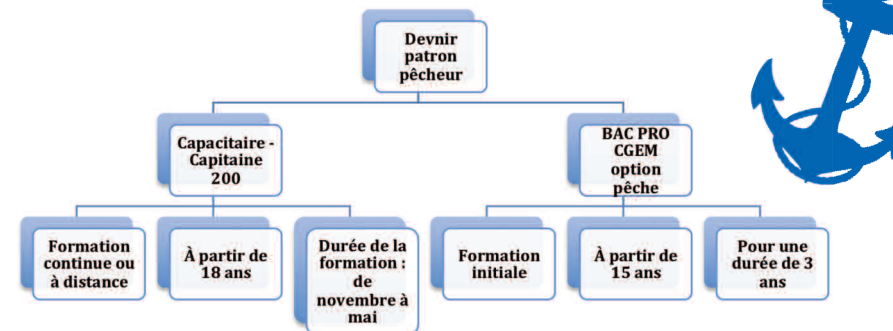 Devnir
patron
pêcheur
Capacitaire -
Capitaine
200
BAC PRO
CGEM
option
pêche
Formation
continue ou
à distance
À partir de
18 ans
Durée de la
formation :
de
novembre à
mai
Formation
initiale
À partir de
15 ans
Pour une
durée de 3
ans